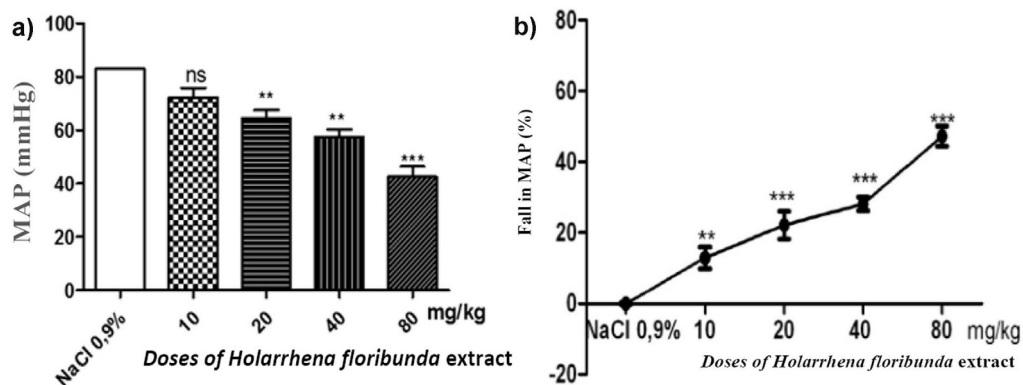 a)
MAP (mmHg)
100
80
60
40
20
0
ns
**
**
***
NaCl 0,9%
10
20
40
80
mg/kg
Doses of Holarrhena floribunda extract
b)
Fall in MAP (%)
80
60
40
20
0
-20
**
***
***
***
NaCl 0,9%
10
20
40
80
mg/kg
Doses of Holarrhena floribunda extract